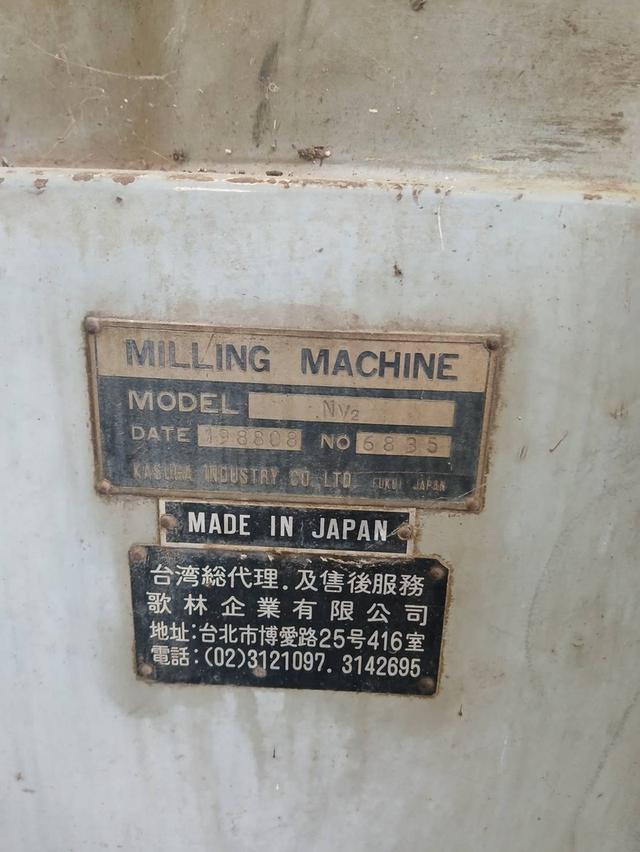 MILLING MACHINE
MODEL N½
DATE 198808 NO 6835
KASUGA INDUSTRY CO. LTD FUKUI JAPAN
MADE IN JAPAN
台湾総代理.及售後服務
歌林企業有限公司
地址:台北市博愛路25号416室
電話:(02)3121097.3142695